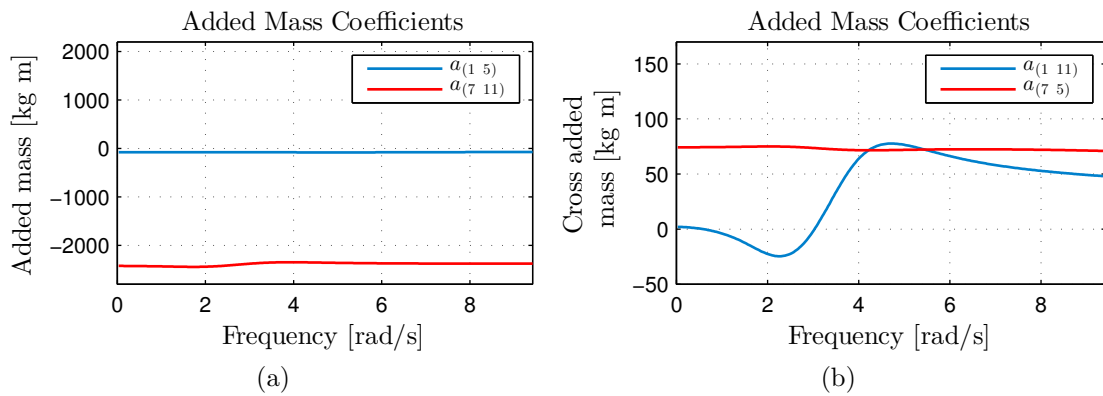 Added Mass Coefficients
2000
1000
0
−1000
−2000
Added mass [kg m]
a(1 5)
a(7 11)
0 2 4 6 8
Frequency [rad/s]
(a)
Added Mass Coefficients
150
100
50
0
−50
Cross added
mass [kg m]
a(1 11)
a(7 5)
0 2 4 6 8
Frequency [rad/s]
(b)